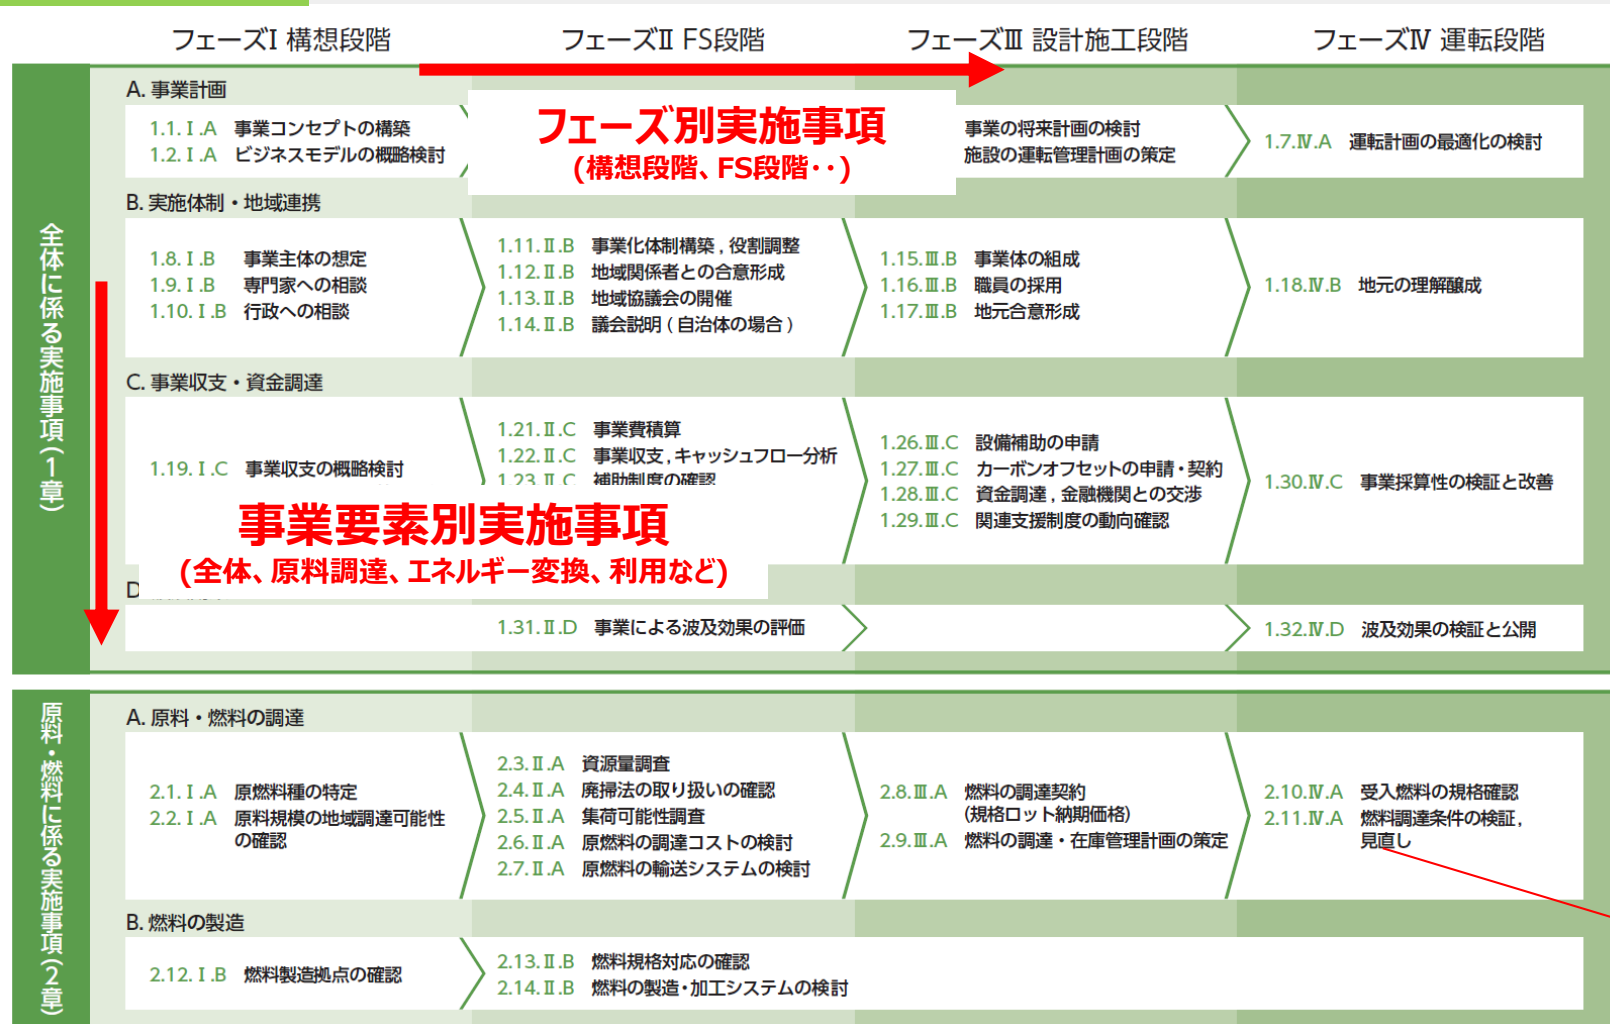 フェーズⅠ 構想段階
フェーズⅡ FS段階
フェーズⅢ 設計施工段階
フェーズⅣ 運転段階
全体に係る実施事項(1章)
A. 事業計画
1.1.Ⅰ.A 事業コンセプトの構築
1.2.Ⅰ.A ビジネスモデルの概略検討
フェーズ別実施事項
(構想段階、FS段階‥)
事業の将来計画の検討
施設の運転管理計画の策定
1.7.Ⅳ.A 運転計画の最適化の検討
B. 実施体制・地域連携
1.8.Ⅰ.B 事業主体の想定
1.9.Ⅰ.B 専門家への相談
1.10.Ⅰ.B 行政への相談
1.11.Ⅱ.B 事業化体制構築,役割調整
1.12.Ⅱ.B 地域関係者との合意形成
1.13.Ⅱ.B 地域協議会の開催
1.14.Ⅱ.B 議会説明(自治体の場合)
1.15.Ⅲ.B 事業体の組成
1.16.Ⅲ.B 職員の採用
1.17.Ⅲ.B 地元合意形成
1.18.Ⅳ.B 地元の理解醸成
C. 事業収支・資金調達
1.19.Ⅰ.C 事業収支の概略検討
1.21.Ⅱ.C 事業費積算
1.22.Ⅱ.C 事業収支,キャッシュフロー分析
1.23.Ⅱ.C 補助制度の確認
1.26.Ⅲ.C 設備補助の申請
1.27.Ⅲ.C カーボンオフセットの申請・契約
1.28.Ⅲ.C 資金調達,金融機関との交渉
1.29.Ⅲ.C 関連支援制度の動向確認
1.30.Ⅳ.C 事業採算性の検証と改善
事業要素別実施事項
(全体、原料調達、エネルギー変換、利用など)
D
1.31.Ⅱ.D 事業による波及効果の評価
1.32.Ⅳ.D 波及効果の検証と公開
原料・燃料に係る実施事項(2章)
A. 原料・燃料の調達
2.1.Ⅰ.A 原燃料種の特定
2.2.Ⅰ.A 原料規模の地域調達可能性
の確認
2.3.Ⅱ.A 資源量調査
2.4.Ⅱ.A 廃掃法の取り扱いの確認
2.5.Ⅱ.A 集荷可能性調査
2.6.Ⅱ.A 原燃料の調達コストの検討
2.7.Ⅱ.A 原燃料の輸送システムの検討
2.8.Ⅲ.A 燃料の調達契約
(規格ロット納期価格)
2.9.Ⅲ.A 燃料の調達・在庫管理計画の策定
2.10.Ⅳ.A 受入燃料の規格確認
2.11.Ⅳ.A 燃料調達条件の検証,
見直し
B. 燃料の製造
2.12.Ⅰ.B 燃料製造拠点の確認
2.13.Ⅱ.B 燃料規格対応の確認
2.14.Ⅱ.B 燃料の製造・加工システムの検討